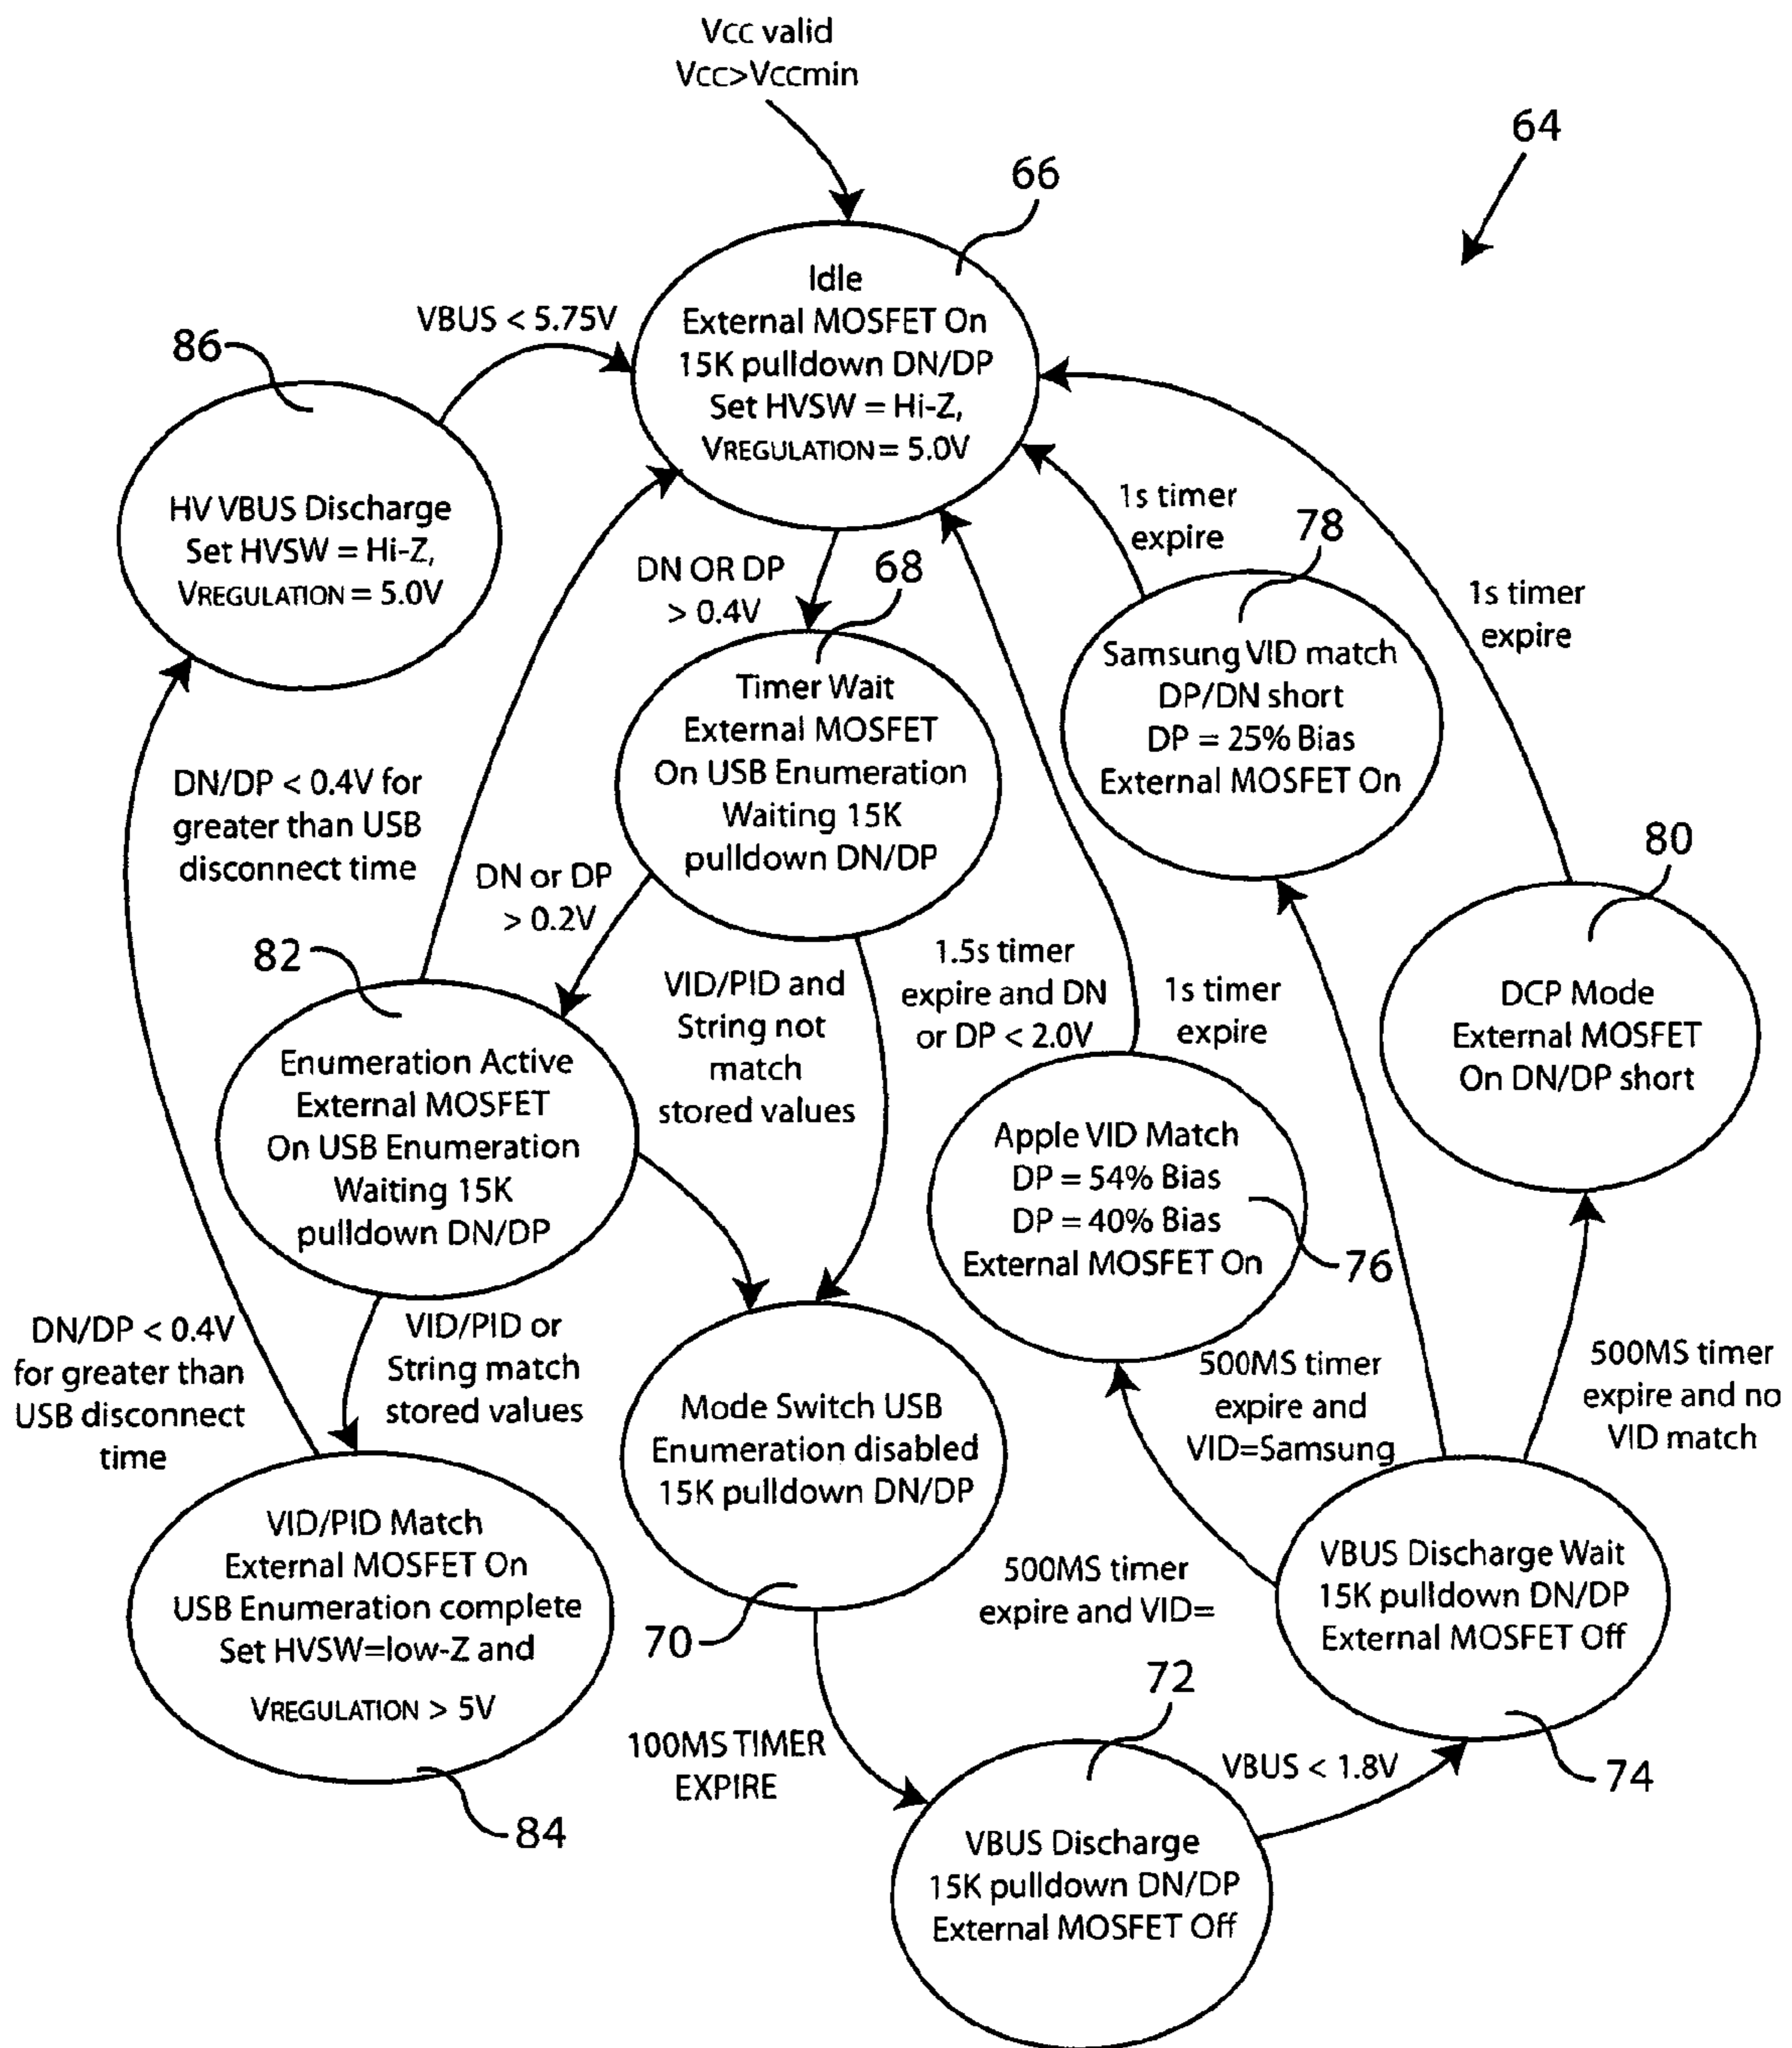 Vcc valid
Vcc>Vccmin
64
66
Idle
External MOSFET On
15K pulldown DN/DP
Set HVSW = Hi-Z,
VREGULATION = 5.0V
VBUS < 5.75V
86
HV VBUS Discharge
Set HVSW = Hi-Z,
VREGULATION = 5.0V
1s timer
expire
78
DN OR DP
> 0.4V
68
1s timer
expire
Samsung VID match
DP/DN short
DP = 25% Bias
External MOSFET On
Timer Wait
External MOSFET
On USB Enumeration
Waiting 15K
pulldown DN/DP
DN/DP < 0.4V for
greater than USB
disconnect time
DN or DP
> 0.2V
80
82
VID/PID and
String not
match
stored values
1.5s timer
expire and DN
or DP < 2.0V
1s timer
expire
DCP Mode
External MOSFET
On DN/DP short
Enumeration Active
External MOSFET
On USB Enumeration
Waiting 15K
pulldown DN/DP
Apple VID Match
DP = 54% Bias
DP = 40% Bias
External MOSFET On
76
DN/DP < 0.4V
for greater than
USB disconnect
time
VID/PID or
String match
stored values
500MS timer
expire and
VID=Samsung
500MS timer
expire and no
VID match
Mode Switch USB
Enumeration disabled
15K pulldown DN/DP
70
VID/PID Match
External MOSFET On
USB Enumeration complete
Set HVSW=low-Z and
VREGULATION > 5V
84
500MS timer
expire and VID=
VBUS Discharge Wait
15K pulldown DN/DP
External MOSFET Off
74
100MS TIMER
EXPIRE
72
VBUS < 1.8V
VBUS Discharge
15K pulldown DN/DP
External MOSFET Off